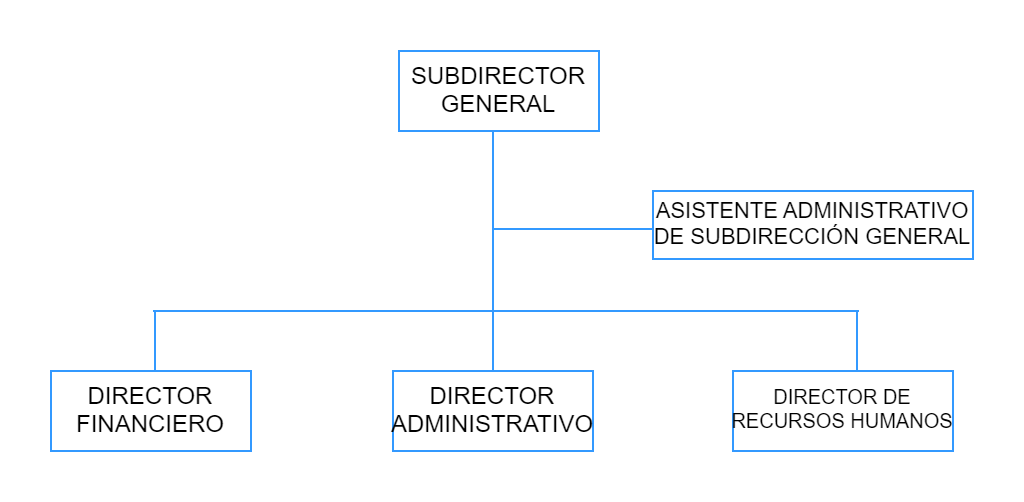 SUBDIRECTOR
GENERAL
ASISTENTE ADMINISTRATIVO
DE SUBDIRECCIÓN GENERAL
DIRECTOR
FINANCIERO
DIRECTOR
ADMINISTRATIVO
DIRECTOR DE
RECURSOS HUMANOS